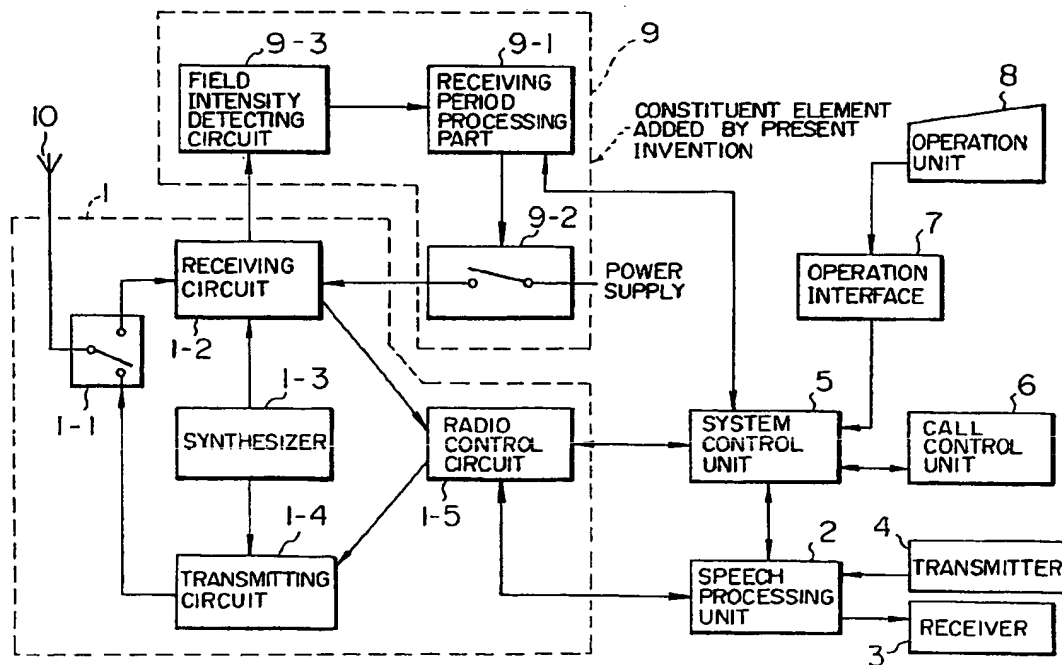 9-3
9-1
9
FIELD
INTENSITY
DETECTING
CIRCUIT
RECEIVING
PERIOD
PROCESSING
PART
CONSTITUENT ELEMENT
ADDED BY PRESENT
INVENTION
8
OPERATION
UNIT
10
1
9-2
POWER
SUPPLY
7
OPERATION
INTERFACE
RECEIVING
CIRCUIT
1-2
1-1
1-3
SYNTHESIZER
RADIO
CONTROL
CIRCUIT
1-5
5
SYSTEM
CONTROL
UNIT
6
CALL
CONTROL
UNIT
1-4
TRANSMITTING
CIRCUIT
2
SPEECH
PROCESSING
UNIT
4
TRANSMITTER
RECEIVER
3